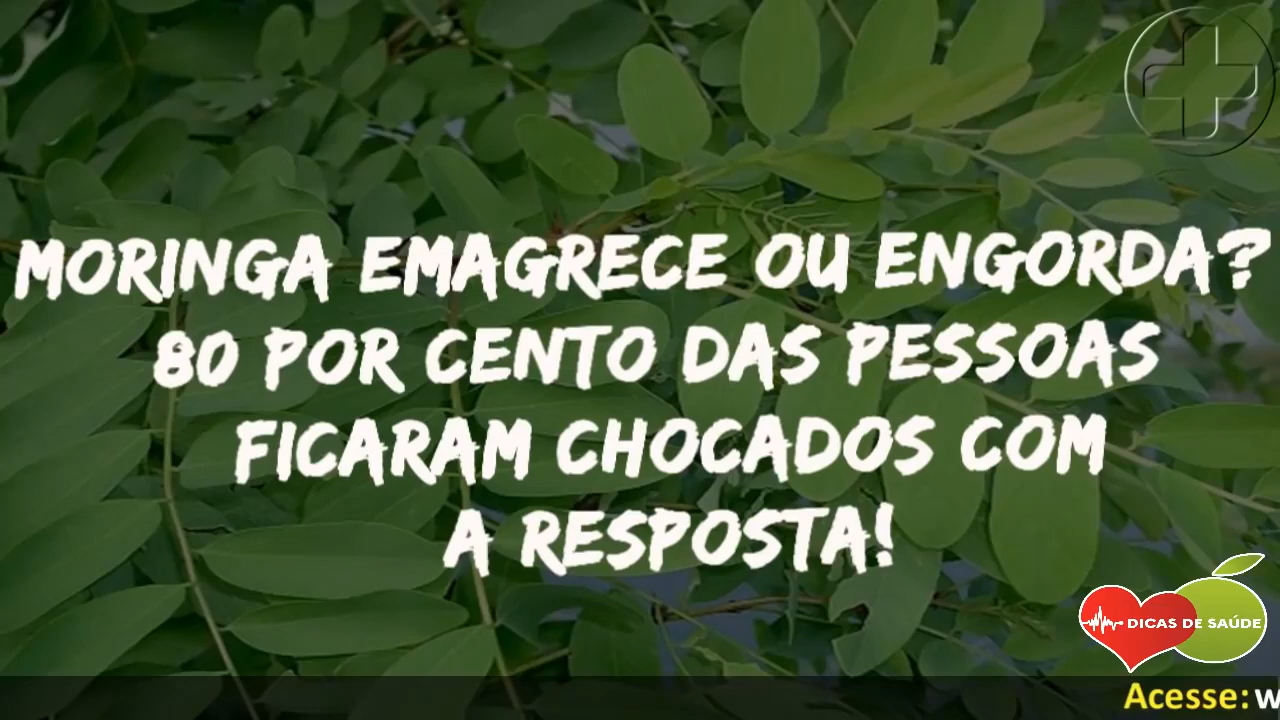 MORINGA EMAGRECE OU ENGORDA?
80 POR CENTO DAS PESSOAS
FICARAM CHOCADOS COM
A RESPOSTA!
DICAS DE SAÚDE
Acesse: w